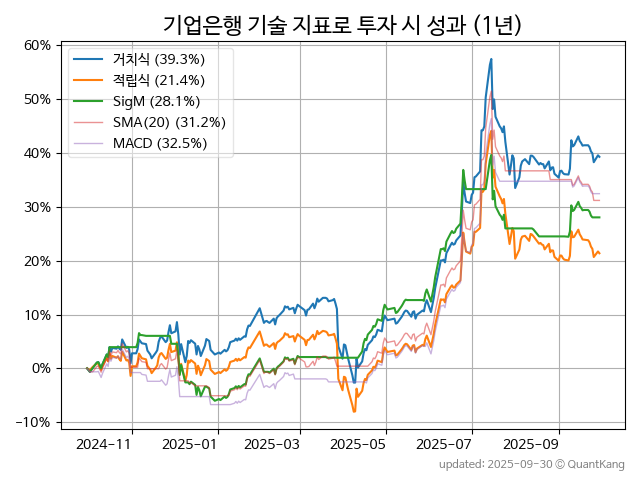 기업은행 기술 지표로 투자 시 성과 (1년)
60%
50%
40%
30%
20%
10%
0%
−10%
거치식 (39.3%)
적립식 (21.4%)
SigM (28.1%)
SMA(20) (31.2%)
MACD (32.5%)
2024-11 2025-01 2025-03 2025-05 2025-07 2025-09
updated: 2025-09-30 © QuantKang